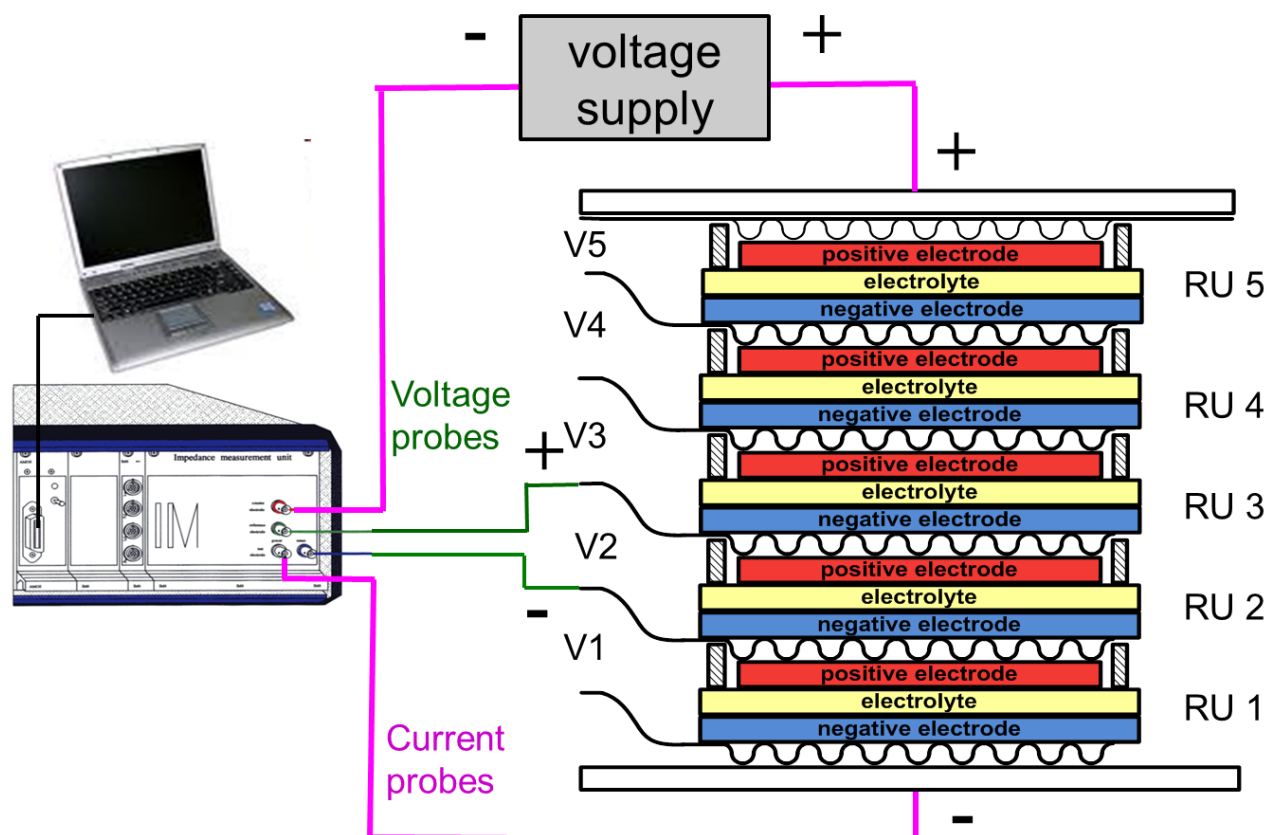 -
voltage
supply
+
+
V5
positive electrode
electrolyte
negative electrode
RU 5
V4
positive electrode
electrolyte
negative electrode
RU 4
Voltage
probes
+
V3
positive electrode
electrolyte
negative electrode
RU 3
Impedance measurement unit
IM
V2
-
positive electrode
electrolyte
negative electrode
RU 2
V1
positive electrode
electrolyte
negative electrode
RU 1
Current
probes
-